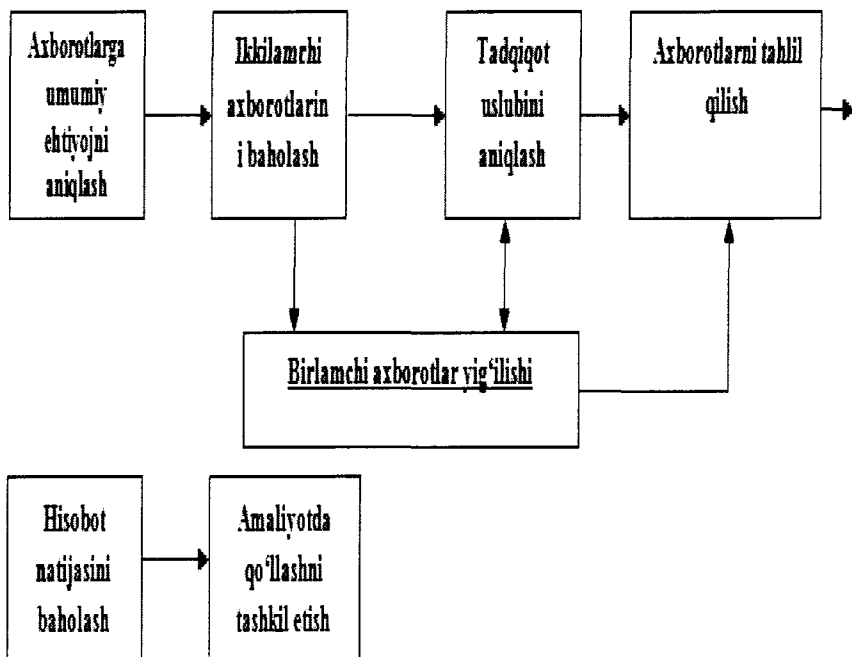 Axborotlarga
umumiy
ehtiyojni
aniqlash
Ikkilamchi
axborotlarin
i baholash
Tadqiqot
uslubini
aniqlash
Axborotlarni tahlil
qilish
Birlamchi axborotlar yig‘ilishi
Hisobot
natijasini
baholash
Amaliyotda
qo‘llashni
tashkil etish